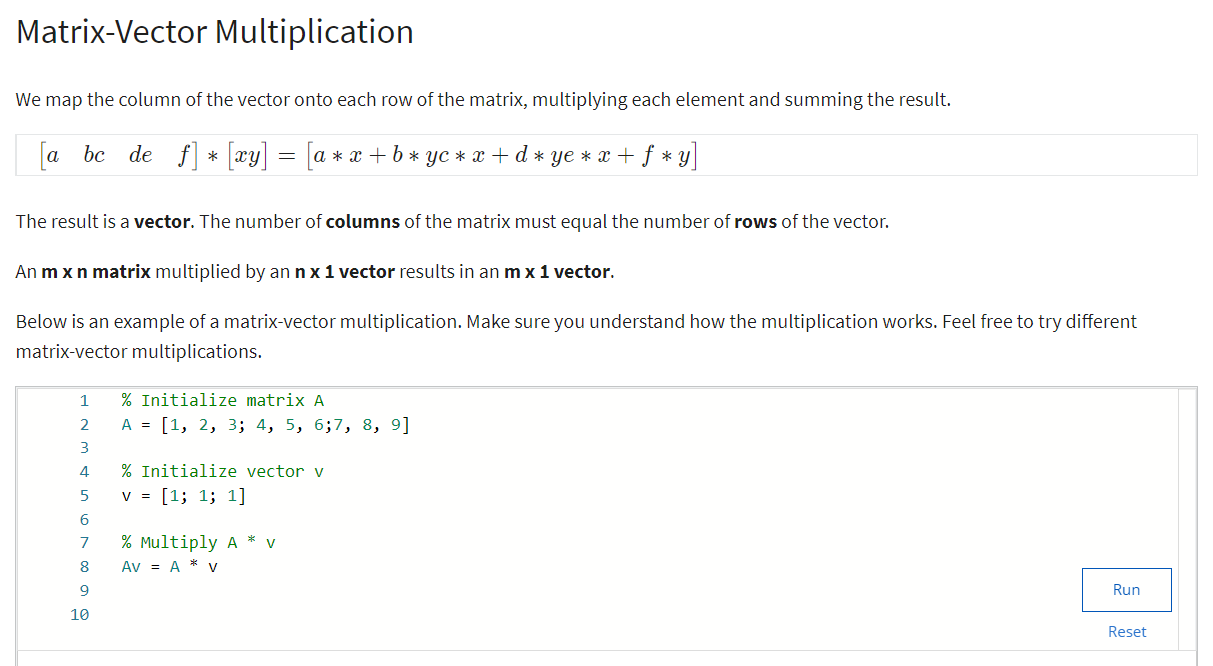 Matrix-Vector Multiplication
We map the column of the vector onto each row of the matrix, multiplying each element and summing the result.
[a bc de f] ∗ [xy] = [a ∗ x + b ∗ yc ∗ x + d ∗ ye ∗ x + f ∗ y]
The result is a vector. The number of columns of the matrix must equal the number of rows of the vector.
An m x n matrix multiplied by an n x 1 vector results in an m x 1 vector.
Below is an example of a matrix-vector multiplication. Make sure you understand how the multiplication works. Feel free to try different
matrix-vector multiplications.
1 % Initialize matrix A
2 A = [1, 2, 3; 4, 5, 6;7, 8, 9]
3
4 % Initialize vector v
5 v = [1; 1; 1]
6
7 % Multiply A * v
8 Av = A * v
9
10
Run
Reset